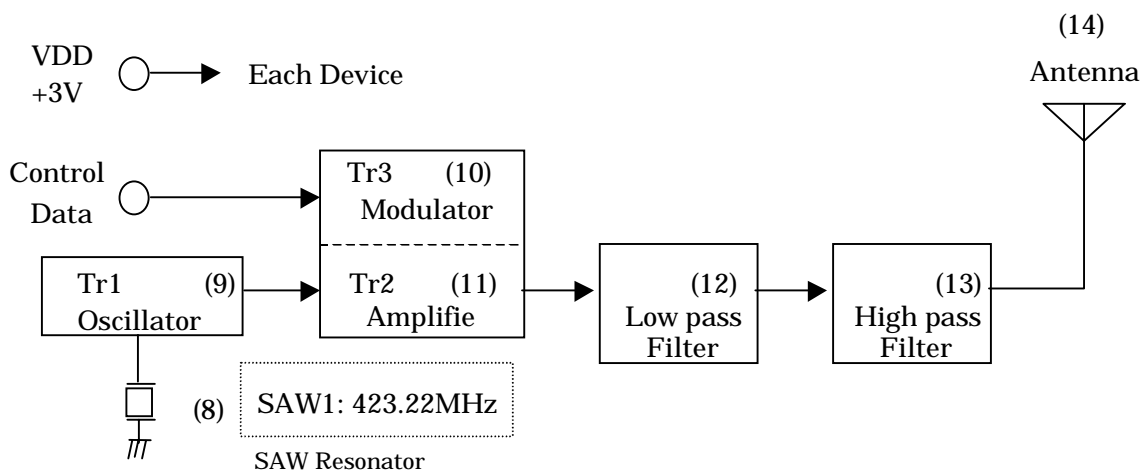 (14)
Antenna
VDD
+3V
Each Device
Control
Data
Tr3 (10)
Modulator
Tr1 (9)
Oscillator
Tr2 (11)
Amplifie
(12)
Low pass
Filter
(13)
High pass
Filter
(8)
SAW1: 423.22MHz
SAW Resonator